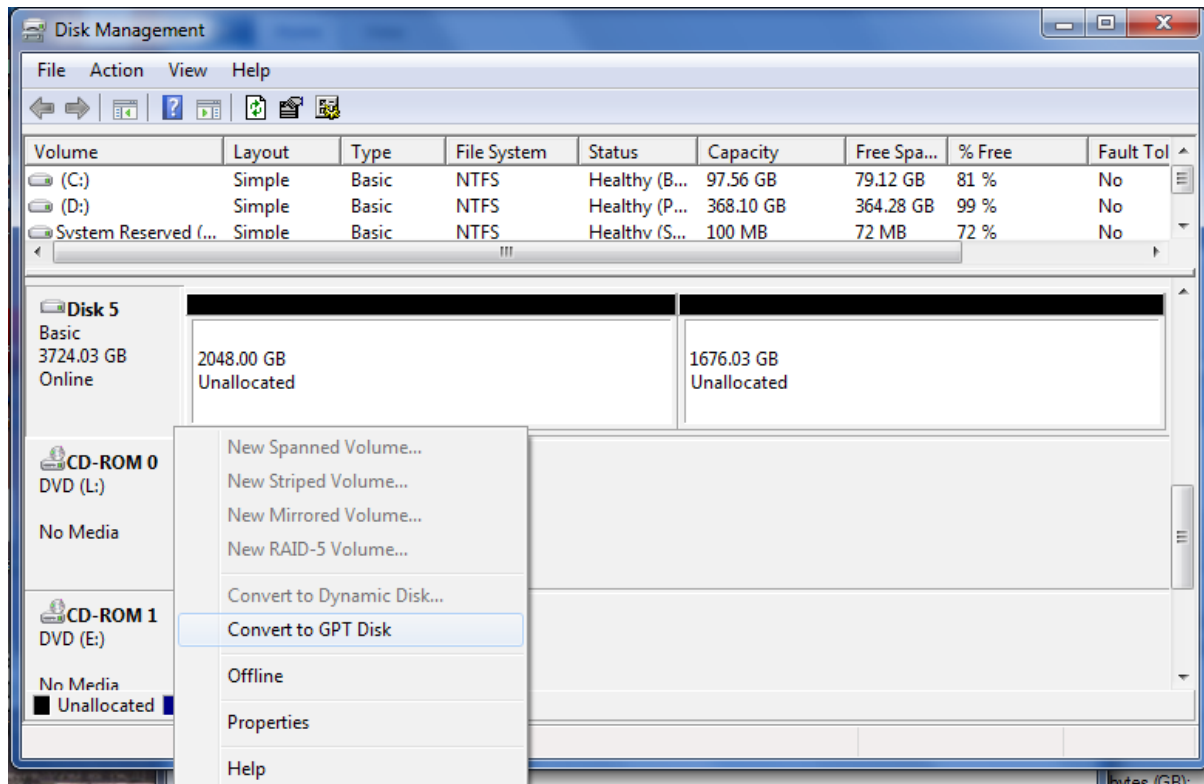 Disk Management
File Action View Help
Volume Layout Type File System Status Capacity Free Spa... % Free Fault Tol
(C:) Simple Basic NTFS Healthy (B... 97.56 GB 79.12 GB 81 % No
(D:) Simple Basic NTFS Healthy (P... 368.10 GB 364.28 GB 99 % No
System Reserved (... Simple Basic NTFS Healthy (S... 100 MB 72 MB 72 % No
Disk 5
Basic
3724.03 GB
Online
2048.00 GB
Unallocated
1676.03 GB
Unallocated
CD-ROM 0
DVD (L:)
No Media
CD-ROM 1
DVD (E:)
No Media
Unallocated
New Spanned Volume...
New Striped Volume...
New Mirrored Volume...
New RAID-5 Volume...
Convert to Dynamic Disk...
Convert to GPT Disk
Offline
Properties
Help
bytes (GB):